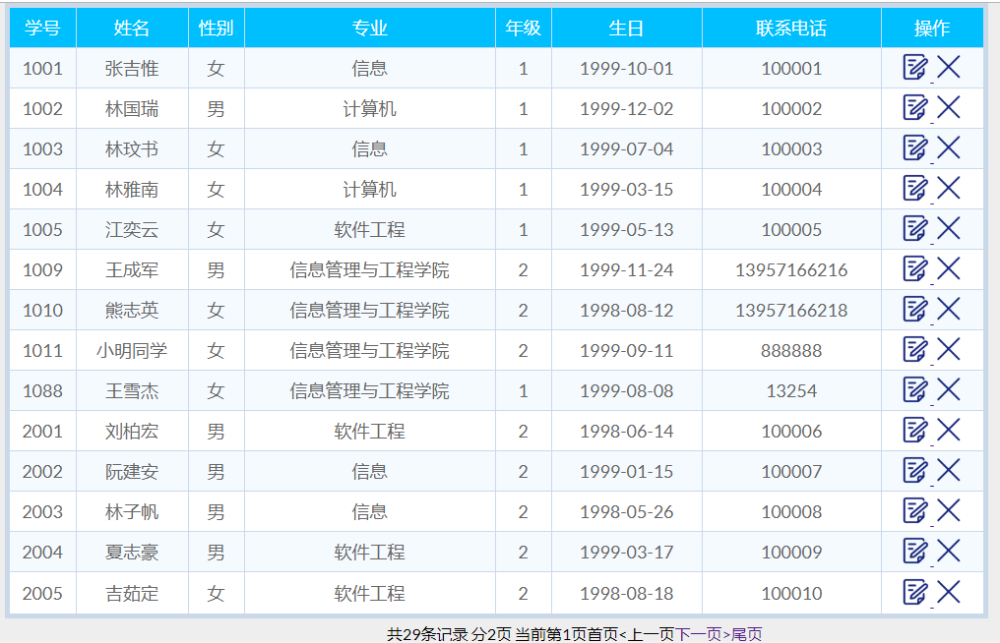 学号 姓名 性别 专业 年级 生日 联系电话 操作
1001 张吉惟 女 信息 1 1999-10-01 100001
1002 林国瑞 男 计算机 1 1999-12-02 100002
1003 林玟书 女 信息 1 1999-07-04 100003
1004 林雅南 女 计算机 1 1999-03-15 100004
1005 江奕云 女 软件工程 1 1999-05-13 100005
1009 王成军 男 信息管理与工程学院 2 1999-11-24 13957166216
1010 熊志英 女 信息管理与工程学院 2 1998-08-12 13957166218
1011 小明同学 女 信息管理与工程学院 2 1999-09-11 888888
1088 王雪杰 女 信息管理与工程学院 1 1999-08-08 13254
2001 刘柏宏 男 软件工程 2 1998-06-14 100006
2002 阮建安 男 信息 2 1999-01-15 100007
2003 林子帆 男 信息 2 1998-05-26 100008
2004 夏志豪 男 软件工程 2 1999-03-17 100009
2005 吉茹定 女 软件工程 2 1998-08-18 100010
共29条记录 分2页 当前第1页首页<上一页下一页>尾页